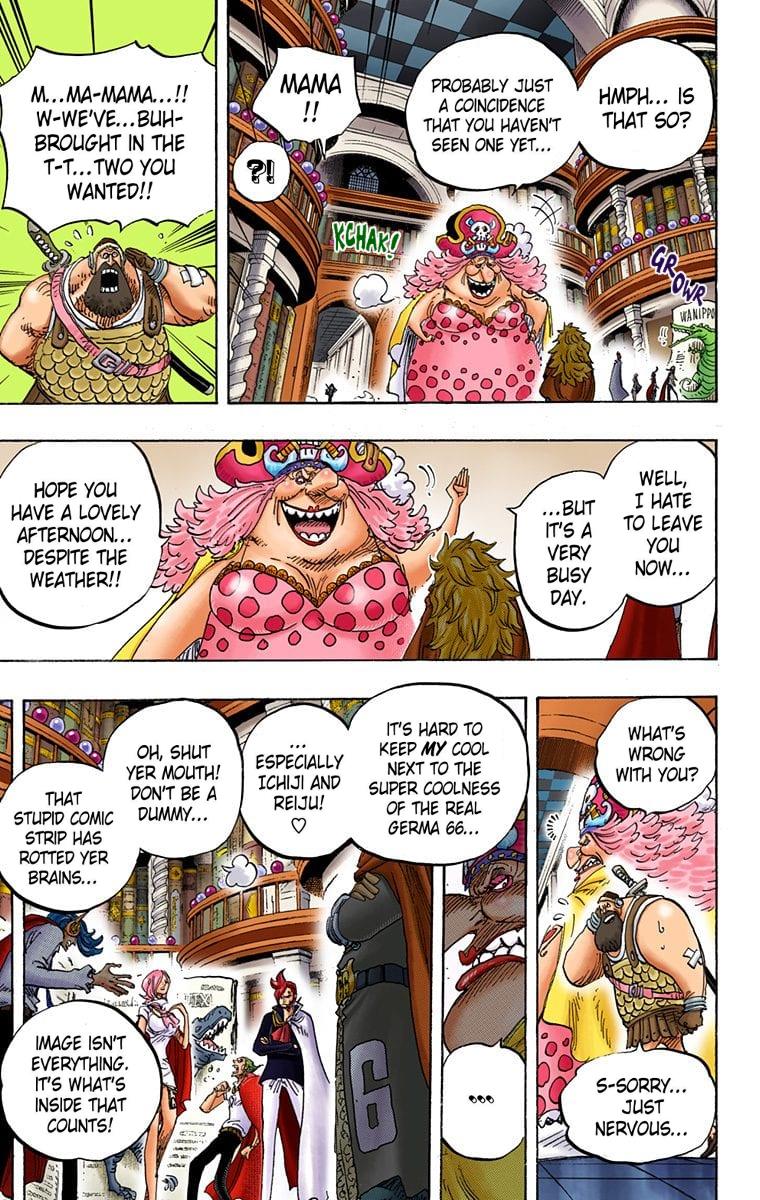 HMPH... IS
THAT SO?
PROBABLY JUST
A COINCIDENCE
THAT YOU HAVEN'T
SEEN ONE YET...
GROWR
!!
WANIPPO
KCHAK!
MAMA
!!
?!
M...MA-MAMA...!!
W-WE'VE...BUH-
BROUGHT IN THE
T-T...TWO YOU
WANTED!!
WELL,
I HATE
TO LEAVE
YOU
NOW...
...BUT
IT'S A
VERY
BUSY
DAY.
HOPE YOU
HAVE A LOVELY
AFTERNOON...
DESPITE THE
WEATHER!!
WHAT'S
WRONG
WITH YOU?
S-SORRY...
JUST
NERVOUS...
...
IT'S HARD TO
KEEP MY COOL
NEXT TO THE
SUPER COOLNESS
OF THE REAL
GERMA 66...
...
ESPECIALLY
ICHIJI AND
REIJU!
♡
6
OH, SHUT
YER MOUTH!
DON'T BE A
DUMMY...
THAT
STUPID COMIC
STRIP HAS
ROTTED YER
BRAINS...
IMAGE ISN'T
EVERYTHING.
IT'S WHAT'S
INSIDE THAT
COUNTS!